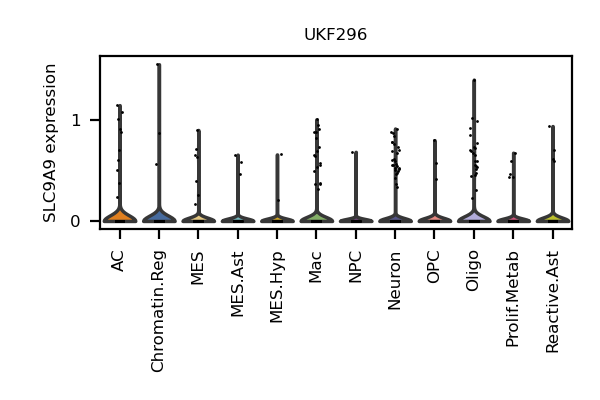 UKF296
SLC9A9 expression
1
0
AC
Chromatin.Reg
MES
MES.Ast
MES.Hyp
Mac
NPC
Neuron
OPC
Oligo
Prolif.Metab
Reactive.Ast